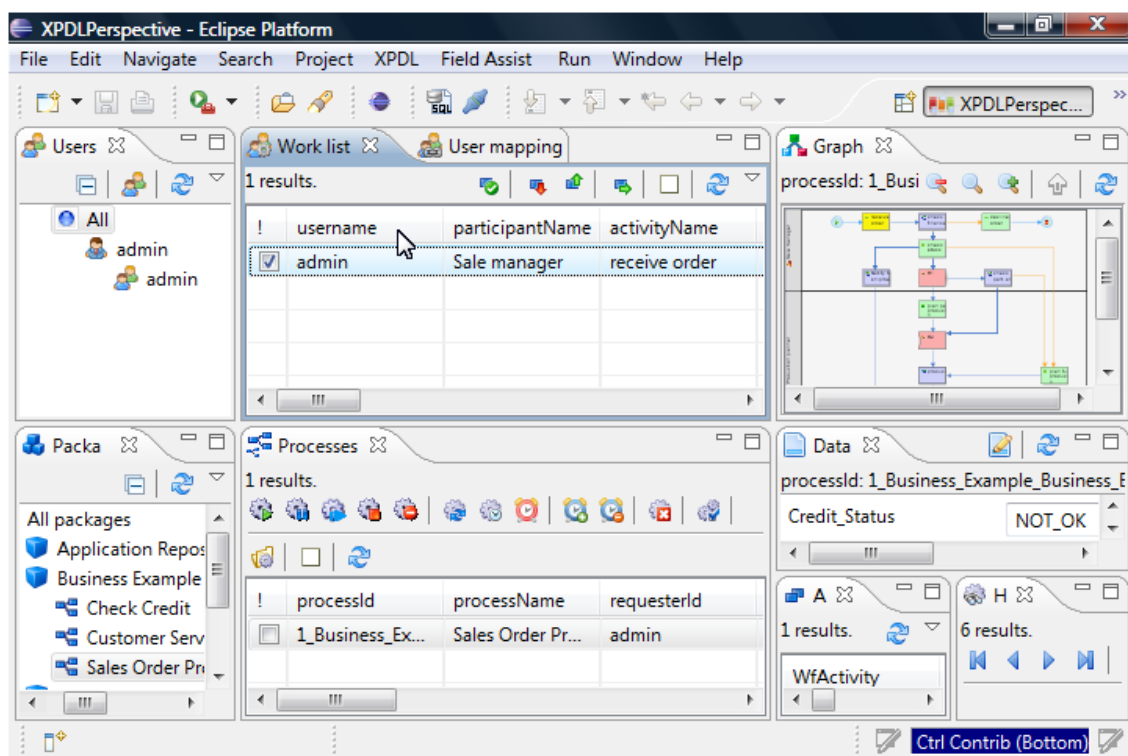 XPDLPerspective - Eclipse Platform
File Edit Navigate Search Project XPDL Field Assist Run Window Help
SQL XPDLPerspec... »
Users
All
admin
admin
Work list User mapping
1 results.
! username participantName activityName
admin Sale manager receive order
Graph
processId: 1_Busi
Packa
All packages
Application Repos
Business Example
Check Credit
Customer Serv
Sales Order Pro
Processes
1 results.
! processId processName requesterId
1_Business_Ex... Sales Order Pr... admin
Data
processId: 1_Business_Example_Business_E
Credit_Status NOT_OK
A
1 results.
WfActivity
H
6 results.
Ctrl Contrib (Bottom)